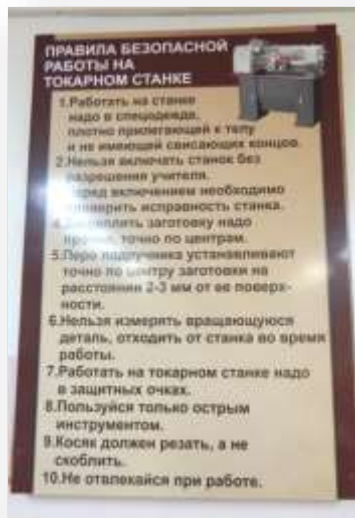 ПРАВИЛА БЕЗОПАСНОЙ
РАБОТЫ НА
ТОКАРНОМ СТАНКЕ
1.Работать на станке
надо в спецодежде,
плотно прилегающей к телу
и не имеющей свисающих концов.
2.Нельзя включать станок без
разрешения учителя.
включением необходимо
проверить исправность станка.
заготовку надо
точно по центрам.
5.Перо подручника устанавливают
точно по центру заготовки на
расстоянии 2-3 мм от ее поверх-
ности.
6.Нельзя измерять вращающуюся
деталь, отходить от станка во время
работы.
7.Работать на токарном станке надо
в защитных очках.
8.Пользуйся только острым
инструментом.
9.Косяк должен резать, а не
скоблить.
10.Не отвлекайся при работе.